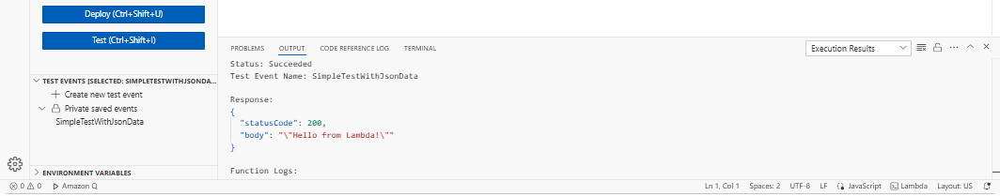 Deploy (Ctrl+Shift+U)
Test (Ctrl+Shift+I)
TEST EVENTS [SELECTED: SIMPLETESTWITHJSONDA...
Create new test event
Private saved events
SimpleTestWithJsonData
ENVIRONMENT VARIABLES
PROBLEMS OUTPUT CODE REFERENCE LOG TERMINAL
Execution Results
Status: Succeeded
Test Event Name: SimpleTestWithJsonData
Response:
{
"statusCode": 200,
"body": "\"Hello from Lambda!\""
}
Function Logs:
0 0 Amazon Q Ln 1, Col 1 Spaces: 2 UTF-8 LF JavaScript Lambda Layout: US